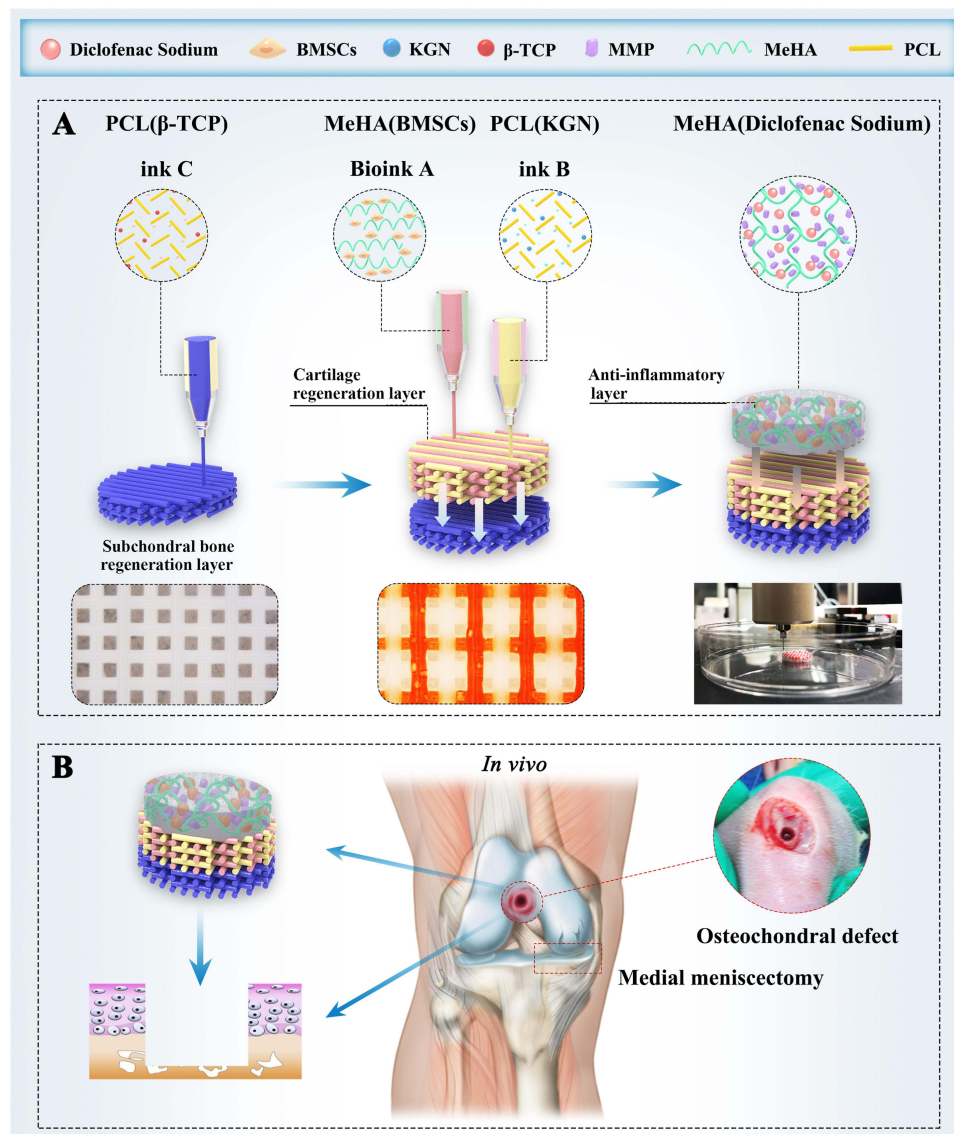 Diclofenac Sodium BMSCs KGN β-TCP MMP MeHA PCL
A
PCL(β-TCP) MeHA(BMSCs) PCL(KGN) MeHA(Diclofenac Sodium)
ink C Bioink A ink B
Cartilage
regeneration layer
Anti-inflammatory
layer
Subchondral bone
regeneration layer
B
In vivo
Osteochondral defect
Medial meniscectomy